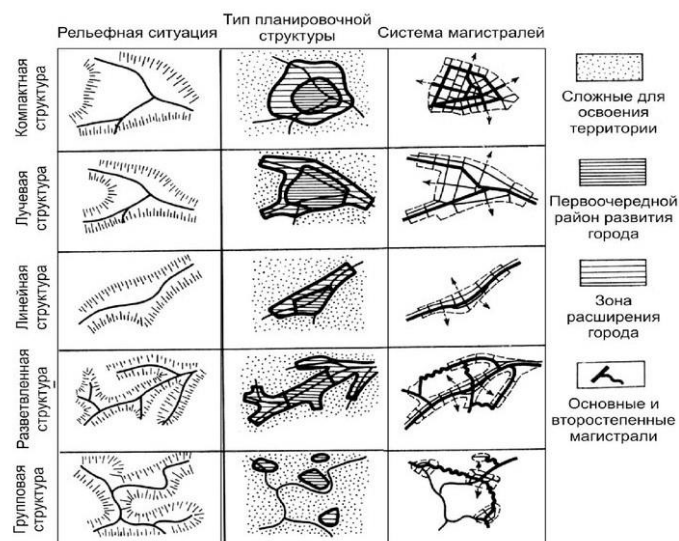 Рельефная ситуация
Тип планировочной
структуры
Система магистралей
Компактная
структура
Лучевая
структура
Линейная
структура
Разветвленная
структура
Групповая
структура
Сложные для
освоения
территории
Первоочередной
район развития
города
Зона
расширения
города
Основные и
второстепенные
магистрали